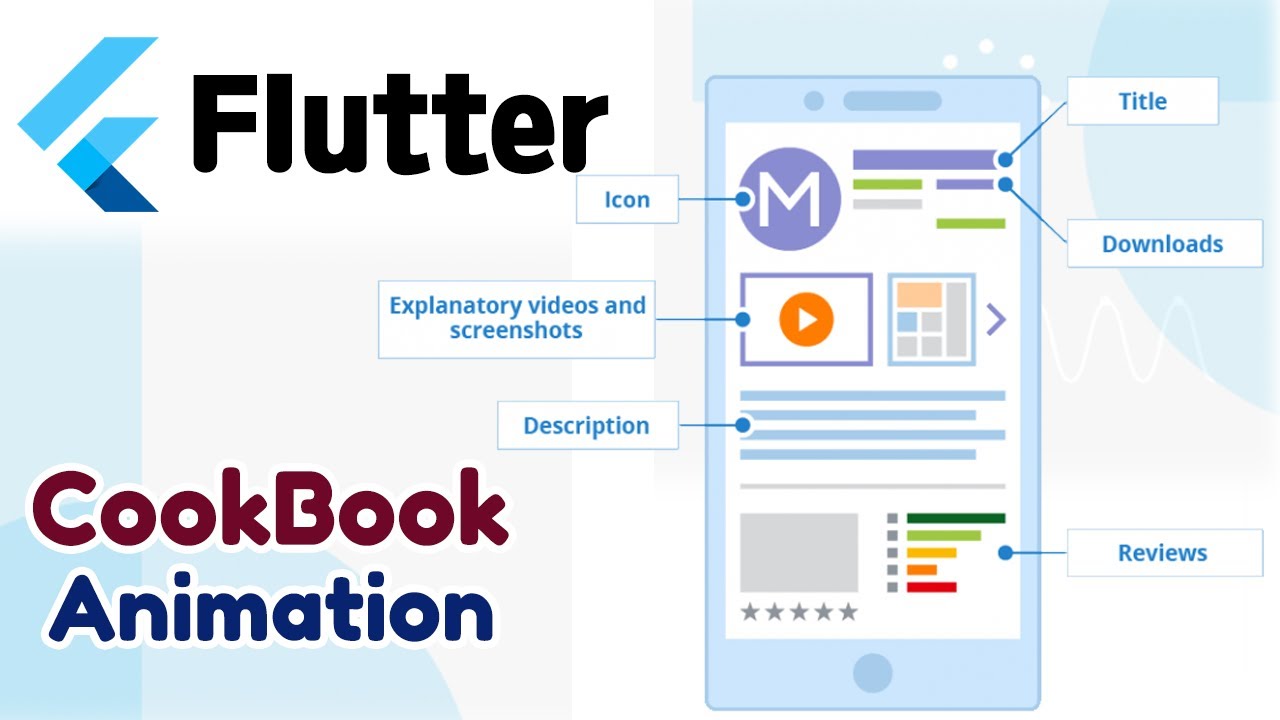 Flutter
Title
Icon
M
Downloads
Explanatory videos and
screenshots
Description
CookBook
Animation
Reviews